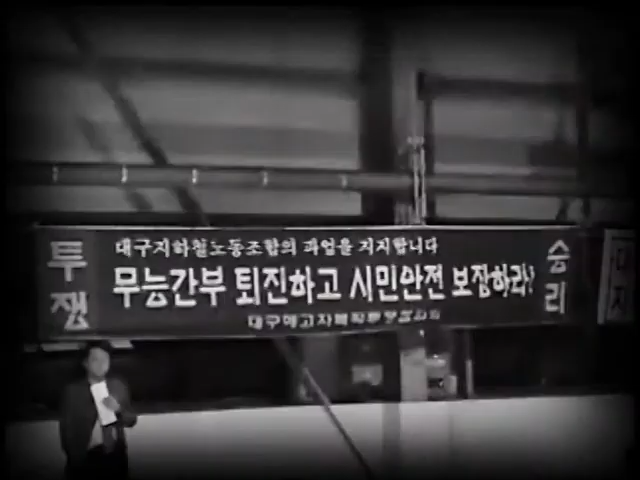 투쟁
대구지하철노동조합의 파업을 지지합니다
무능간부 퇴진하고 시민안전 보장하라!
승리